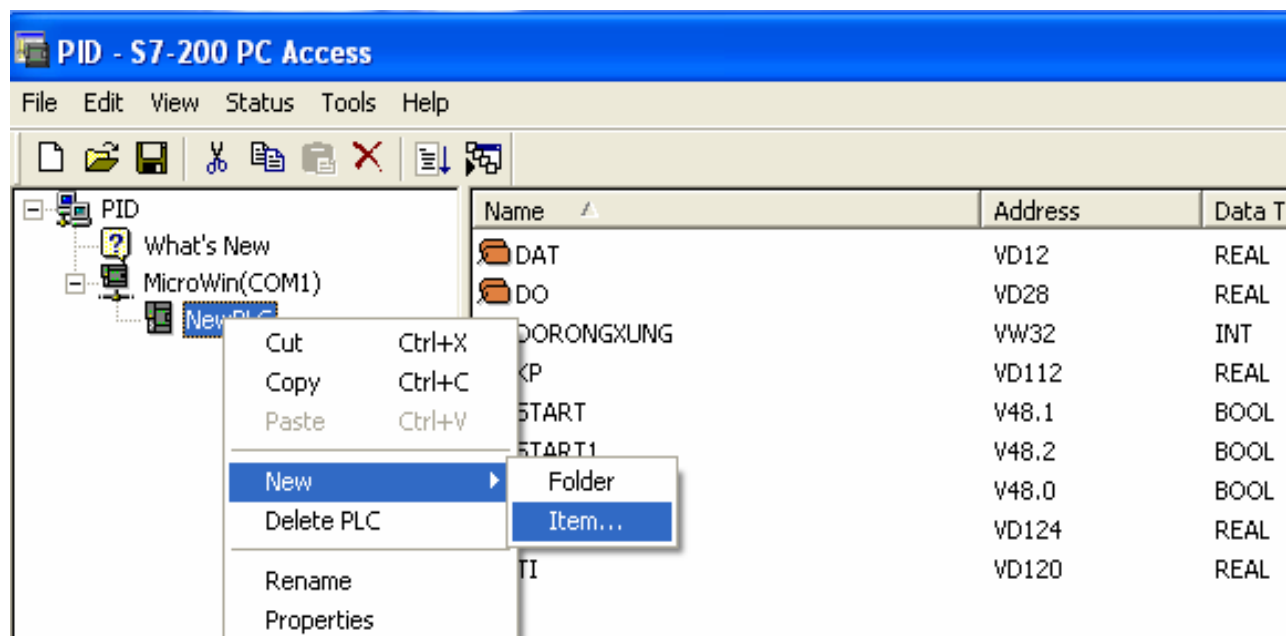 PID - S7-200 PC Access
File Edit View Status Tools Help
PID
What's New
MicroWin(COM1)
Cut Ctrl+X
Copy Ctrl+C
Paste Ctrl+V
New
Delete PLC
Rename
Properties
Folder
Item...
Name Address Data T
DAT VD12 REAL
DO VD28 REAL
DORONGXUNG VW32 INT
KP VD112 REAL
START V48.1 BOOL
START1 V48.2 BOOL
V48.0 BOOL
VD124 REAL
TI VD120 REAL